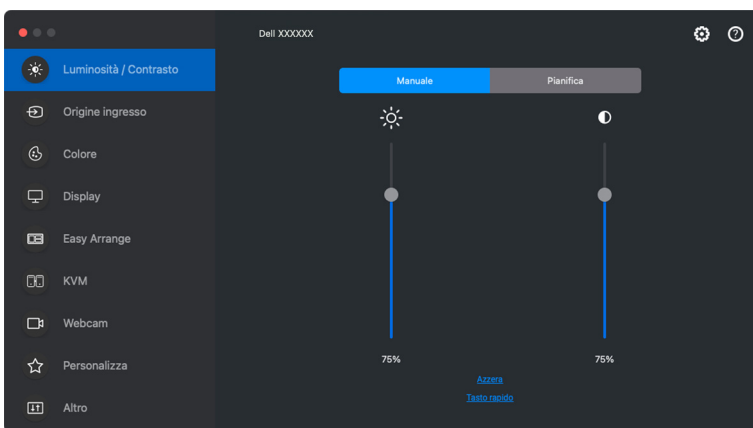 Dell XXXXXX
Luminosità / Contrasto
Origine ingresso
Colore
Display
Easy Arrange
KVM
Webcam
Personalizza
Altro
Manuale
Pianifica
75%
75%
Azzera
Tasto rapido